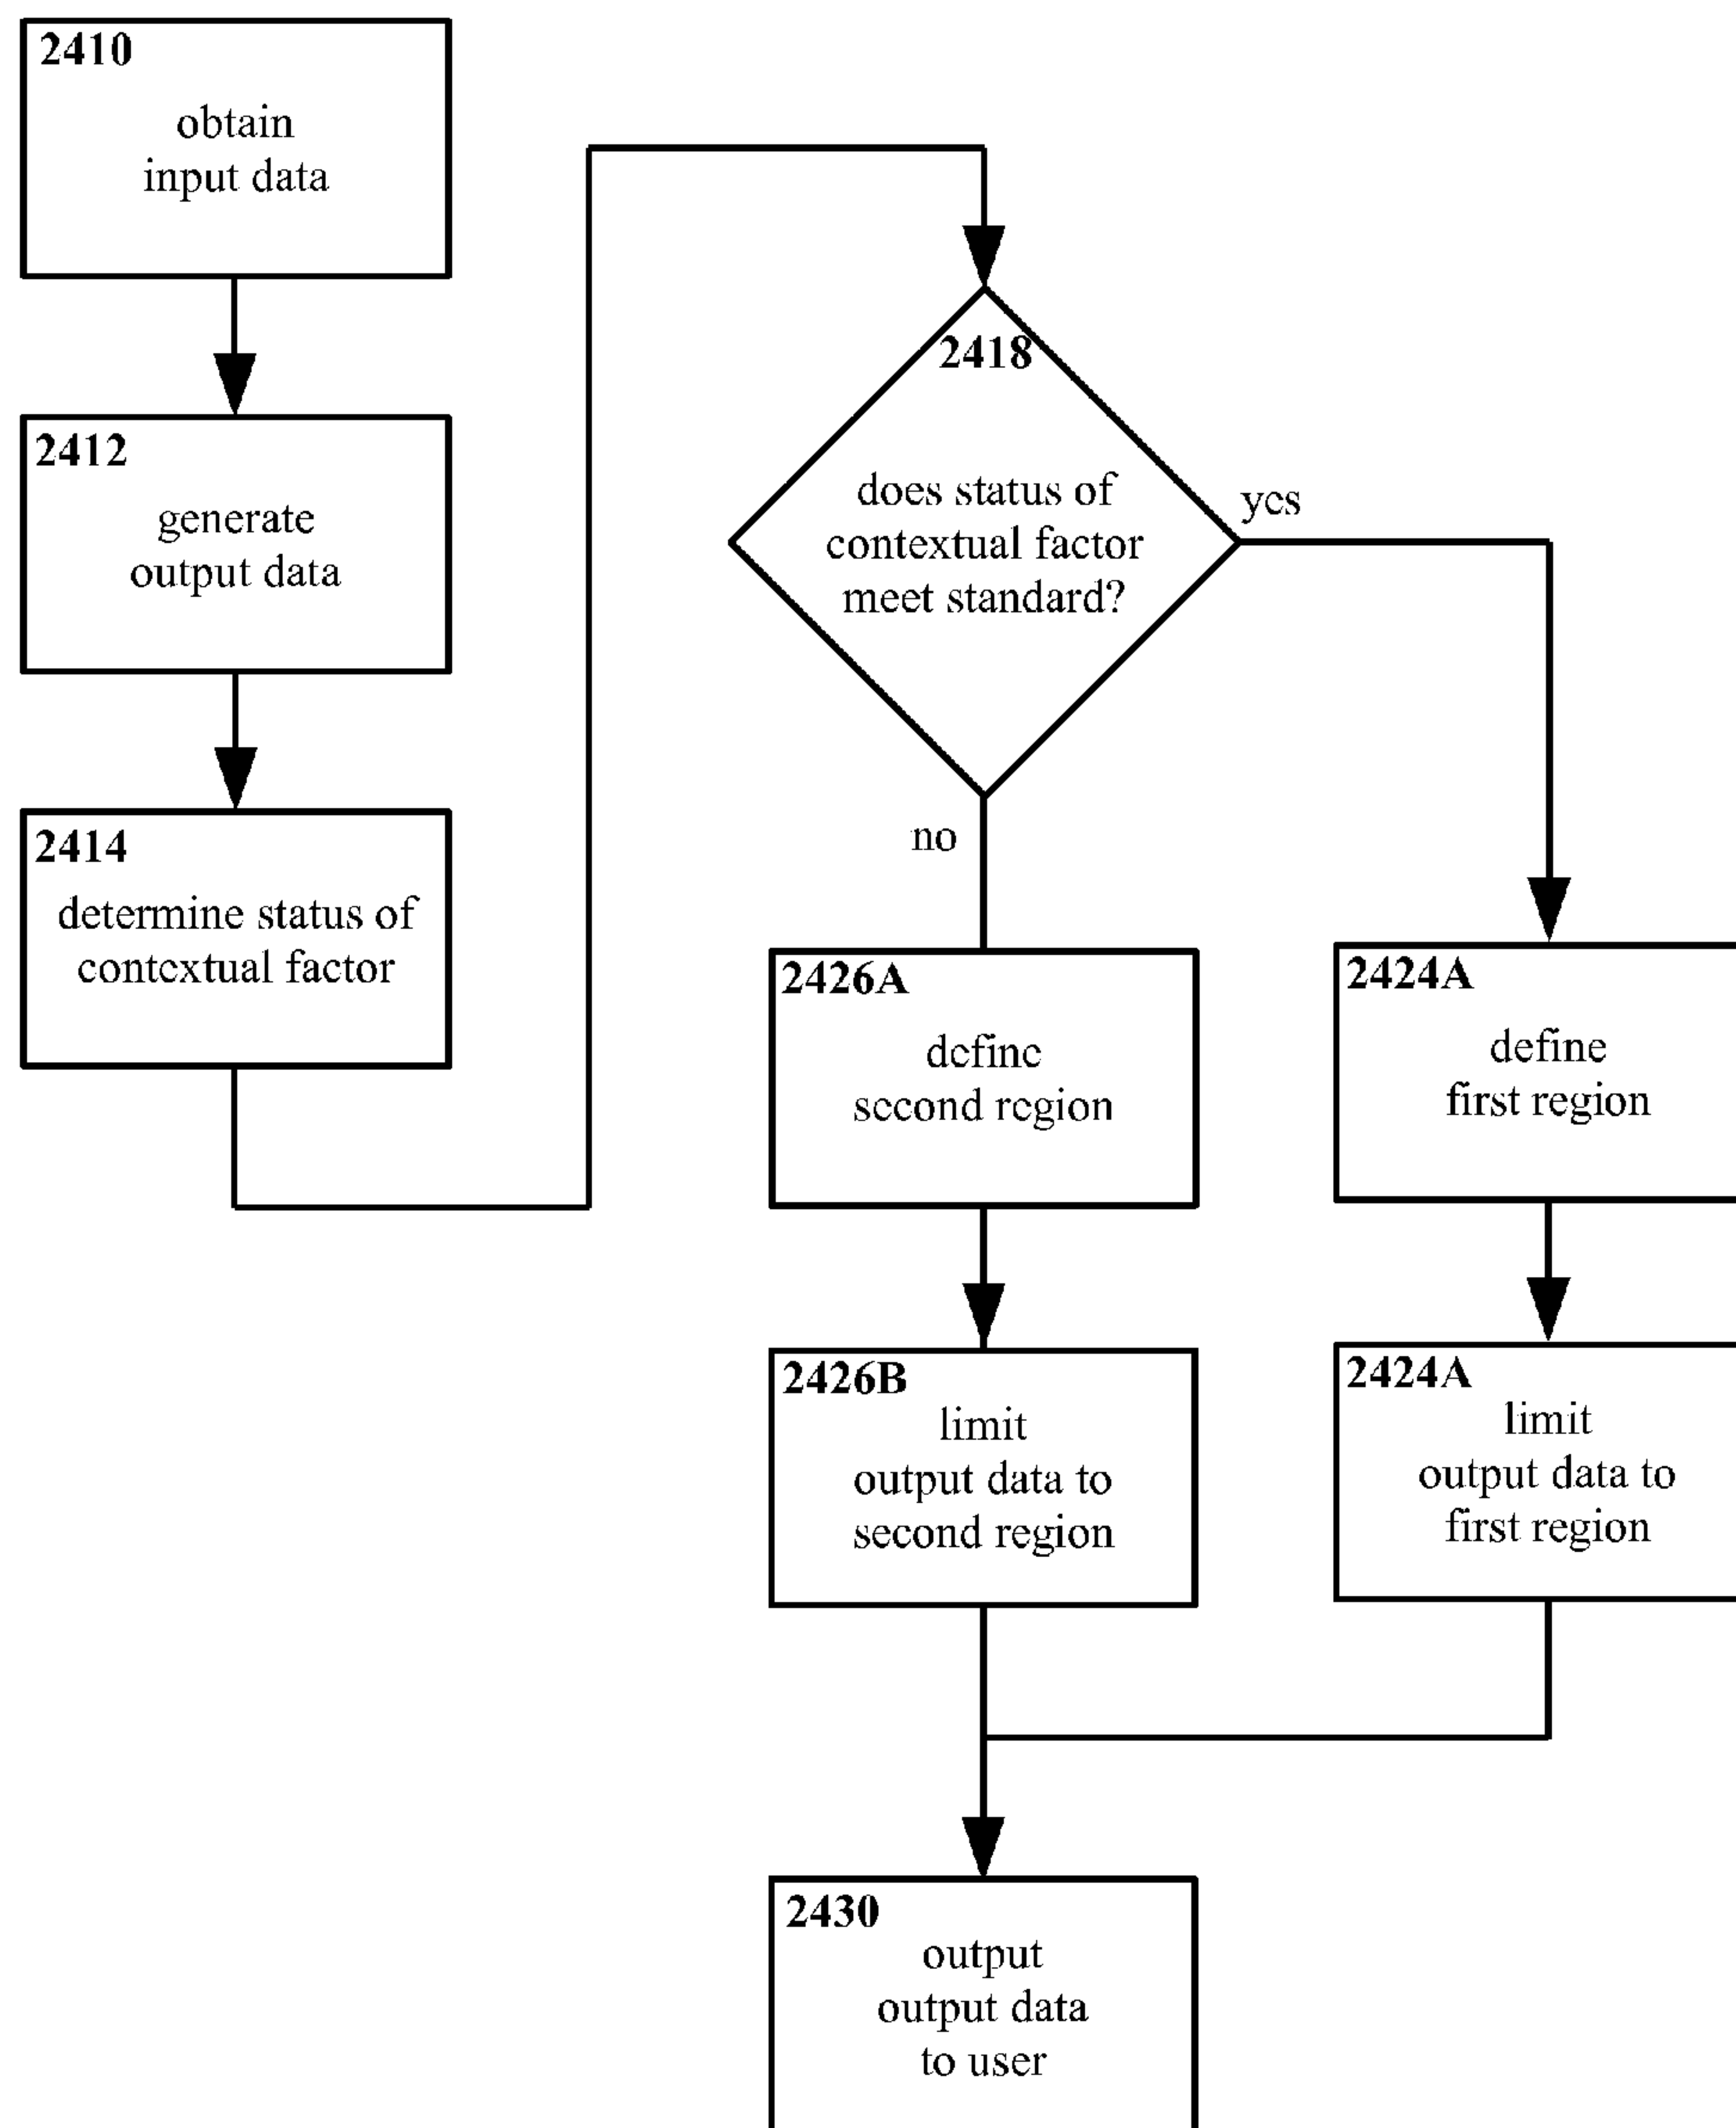 2410
obtain
input data
2412
generate
output data
2414
determine status of
contextual factor
2418
does status of
contextual factor
meet standard?
yes
no
2426A
define
second region
2424A
define
first region
2426B
limit
output data to
second region
2424A
limit
output data to
first region
2430
output
output data
to user